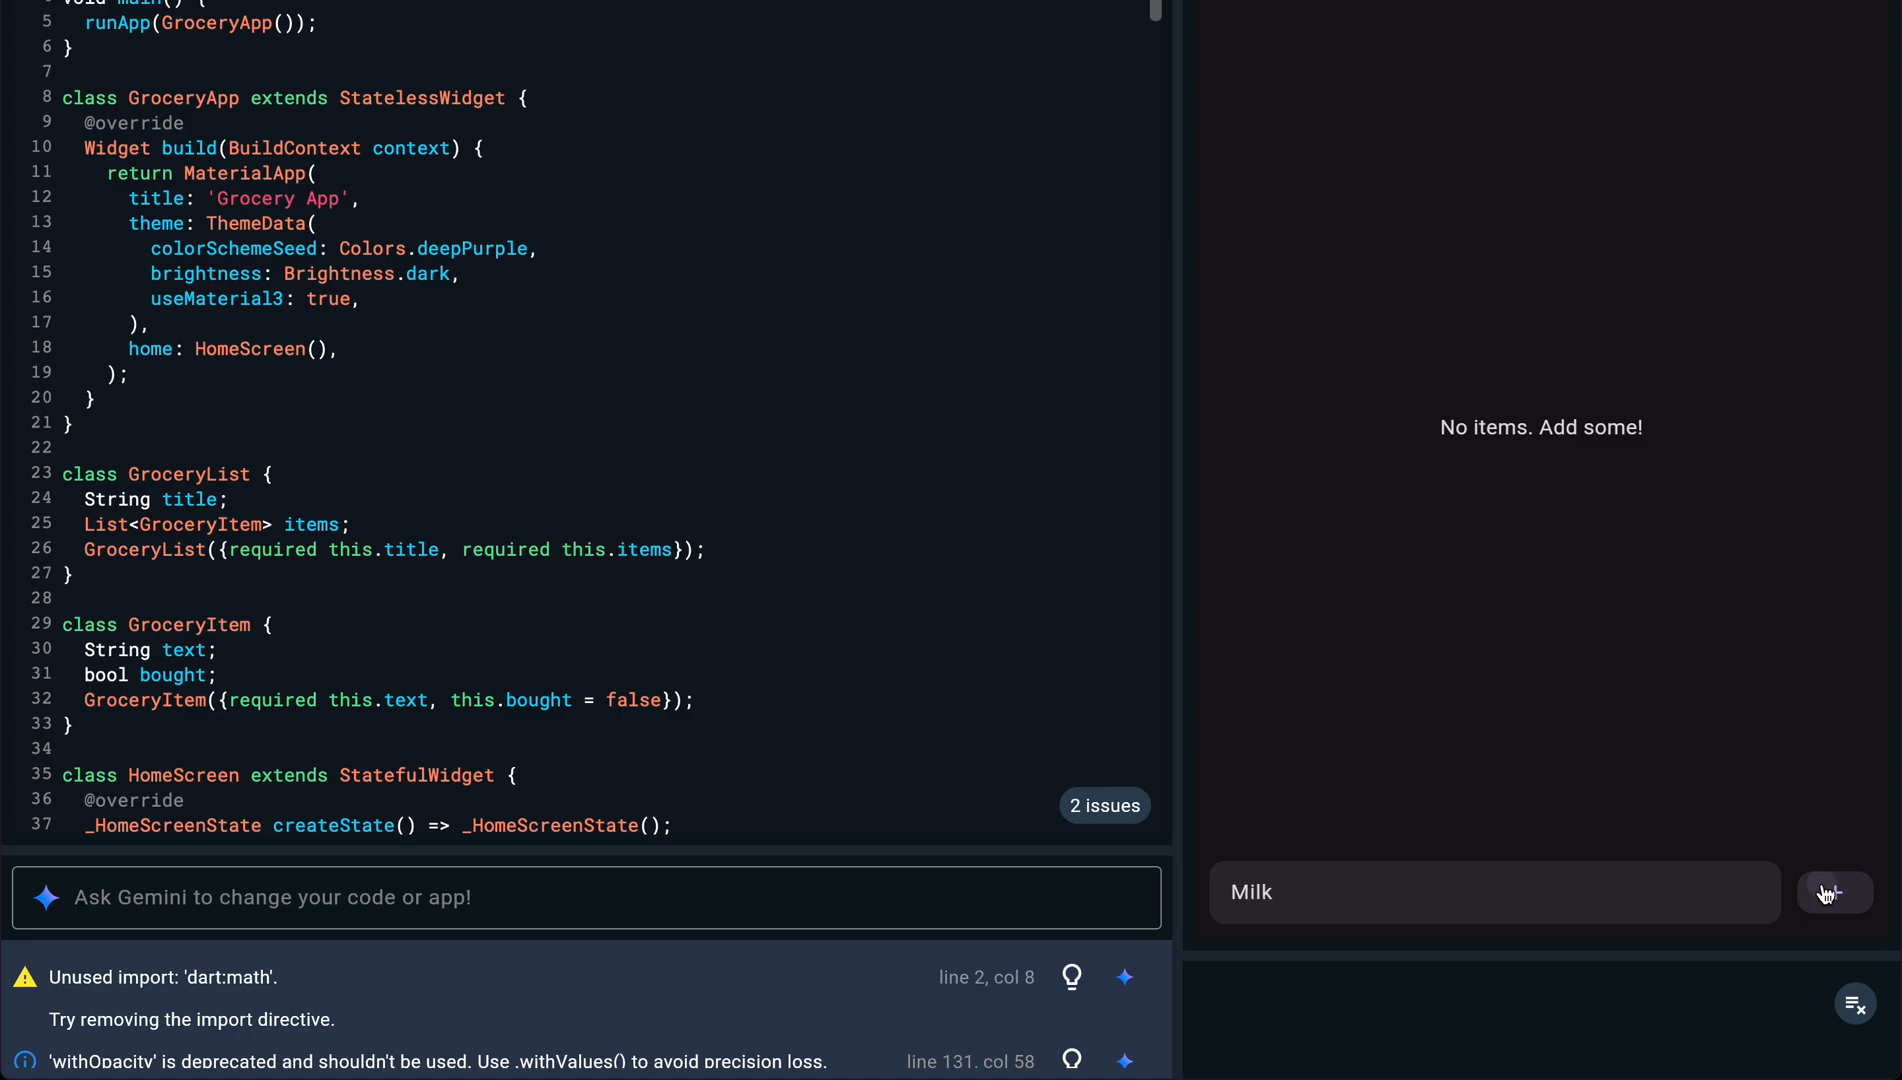 4 void main() {
5 runApp(GroceryApp());
6 }
7
8 class GroceryApp extends StatelessWidget {
9 @override
10 Widget build(BuildContext context) {
11 return MaterialApp(
12 title: 'Grocery App',
13 theme: ThemeData(
14 colorSchemeSeed: Colors.deepPurple,
15 brightness: Brightness.dark,
16 useMaterial3: true,
17 ),
18 home: HomeScreen(),
19 );
20 }
21 }
22
23 class GroceryList {
24 String title;
25 List<GroceryItem> items;
26 GroceryList({required this.title, required this.items});
27 }
28
29 class GroceryItem {
30 String text;
31 bool bought;
32 GroceryItem({required this.text, this.bought = false});
33 }
34
35 class HomeScreen extends StatefulWidget {
36 @override
37 _HomeScreenState createState() => _HomeScreenState();
2 issues
Ask Gemini to change your code or app!
Unused import: 'dart:math'. line 2, col 8
Try removing the import directive.
'withOpacity' is deprecated and shouldn't be used. Use .withValues() to avoid precision loss. line 131, col 58
No items. Add some!
Milk